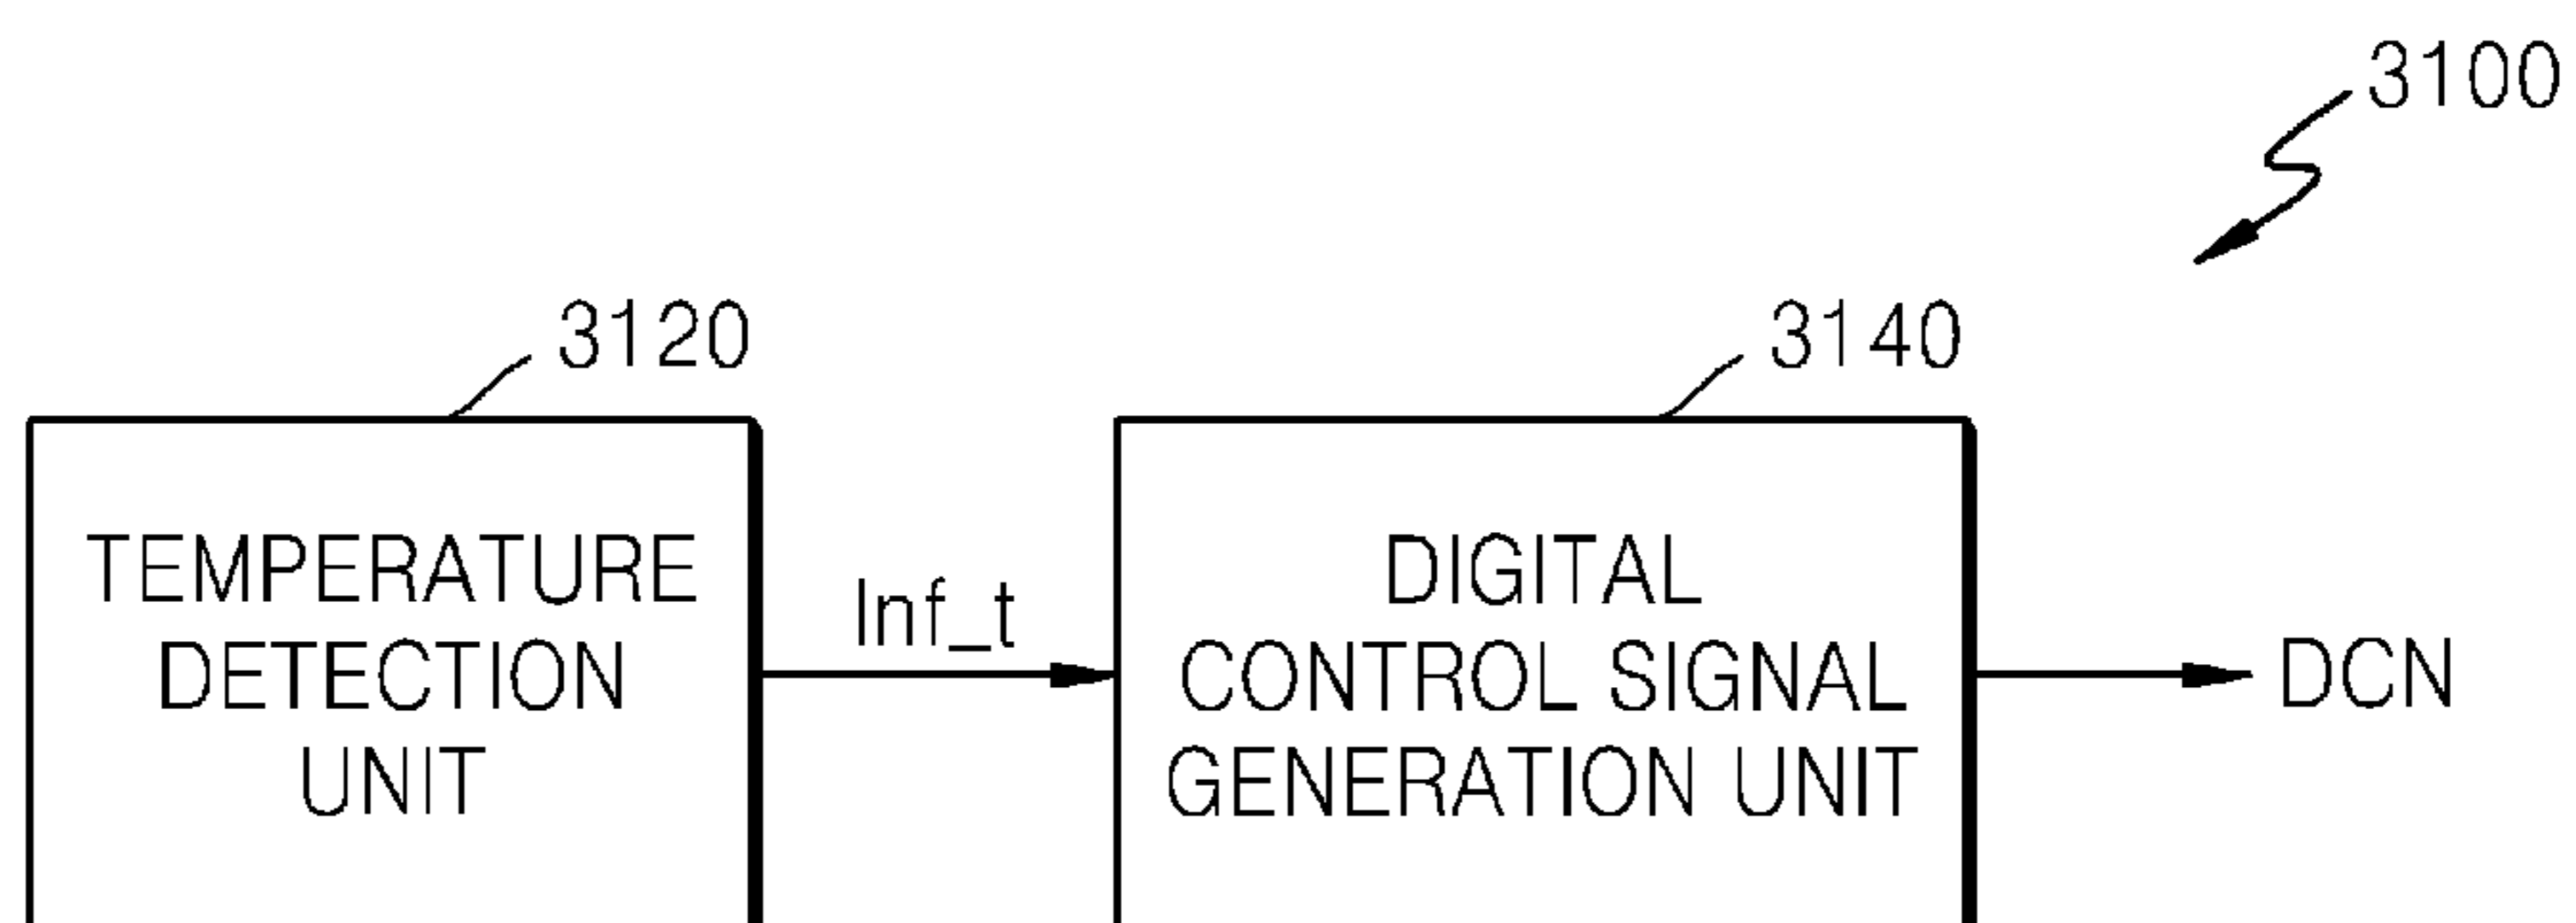 3100
3120
3140
TEMPERATURE
DETECTION
UNIT
Inf_t
DIGITAL
CONTROL SIGNAL
GENERATION UNIT
DCN